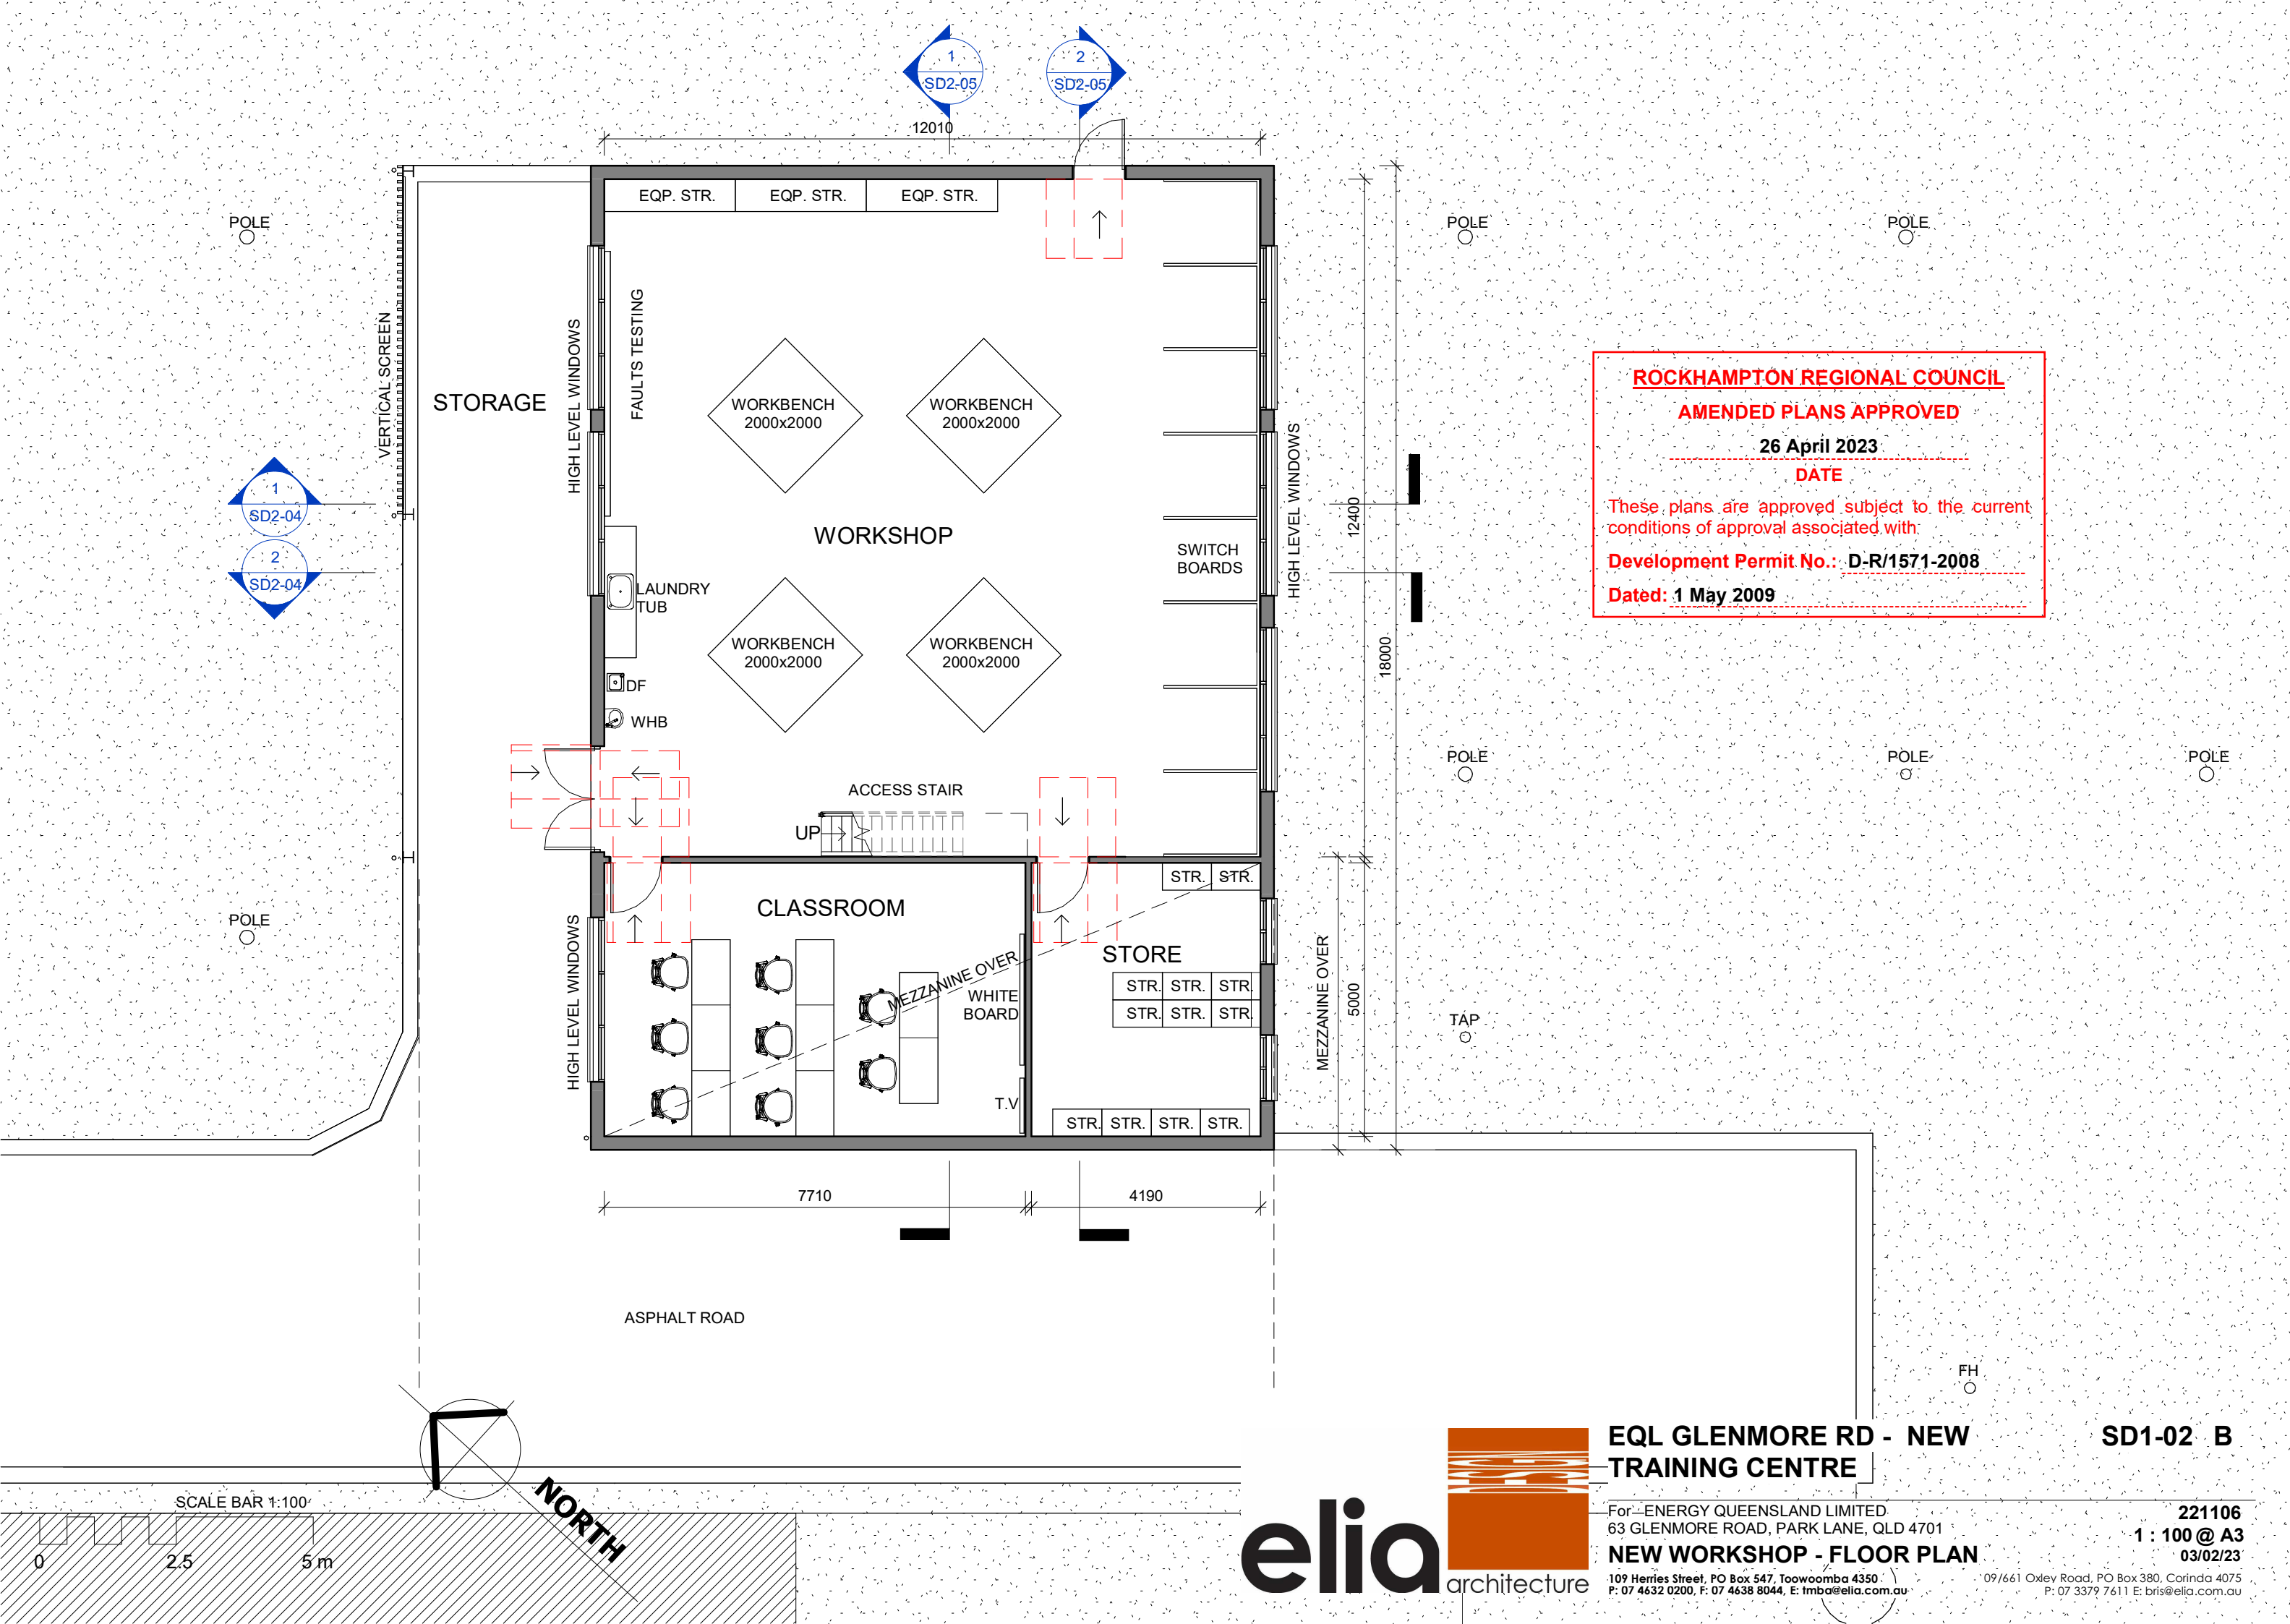 1
SD2-05
2
SD2-05
12010
EQP. STR.
EQP. STR.
EQP. STR.
POLE
POLE
POLE
VERTICAL SCREEN
STORAGE
HIGH LEVEL WINDOWS
FAULTS TESTING
WORKBENCH
2000x2000
WORKBENCH
2000x2000
WORKSHOP
SWITCH
BOARDS
HIGH LEVEL WINDOWS
12400
18000
1
SD2-04
2
SD2-04
LAUNDRY
TUB
WORKBENCH
2000x2000
WORKBENCH
2000x2000
DF
WHB
ROCKHAMPTON REGIONAL COUNCIL
AMENDED PLANS APPROVED
26 April 2023
DATE
These plans are approved subject to the current
conditions of approval associated with
Development Permit No.: D-R/1571-2008
Dated: 1 May 2009
POLE
POLE
POLE
ACCESS STAIR
UP
CLASSROOM
STR.
STR.
POLE
HIGH LEVEL WINDOWS
MEZZANINE OVER
WHITE
BOARD
T.V
STORE
STR.
STR.
STR.
STR.
STR.
STR.
STR.
STR.
STR.
STR.
MEZZANINE OVER
5000
TAP
7710
4190
ASPHALT ROAD
FH
NORTH
SCALE BAR 1:100
0
2.5
5 m
elia
architecture
EQL GLENMORE RD - NEW
TRAINING CENTRE
SD1-02 B
For ENERGY QUEENSLAND LIMITED
63 GLENMORE ROAD, PARK LANE, QLD 4701
NEW WORKSHOP - FLOOR PLAN
221106
1 : 100 @ A3
03/02/23
109 Herries Street, PO Box 547, Toowoomba 4350
P: 07 4632 0200, F: 07 4638 8044, E: tmba@elia.com.au
09/661 Oxley Road, PO Box 380, Corinda 4075
P: 07 3379 7611 E: bris@elia.com.au